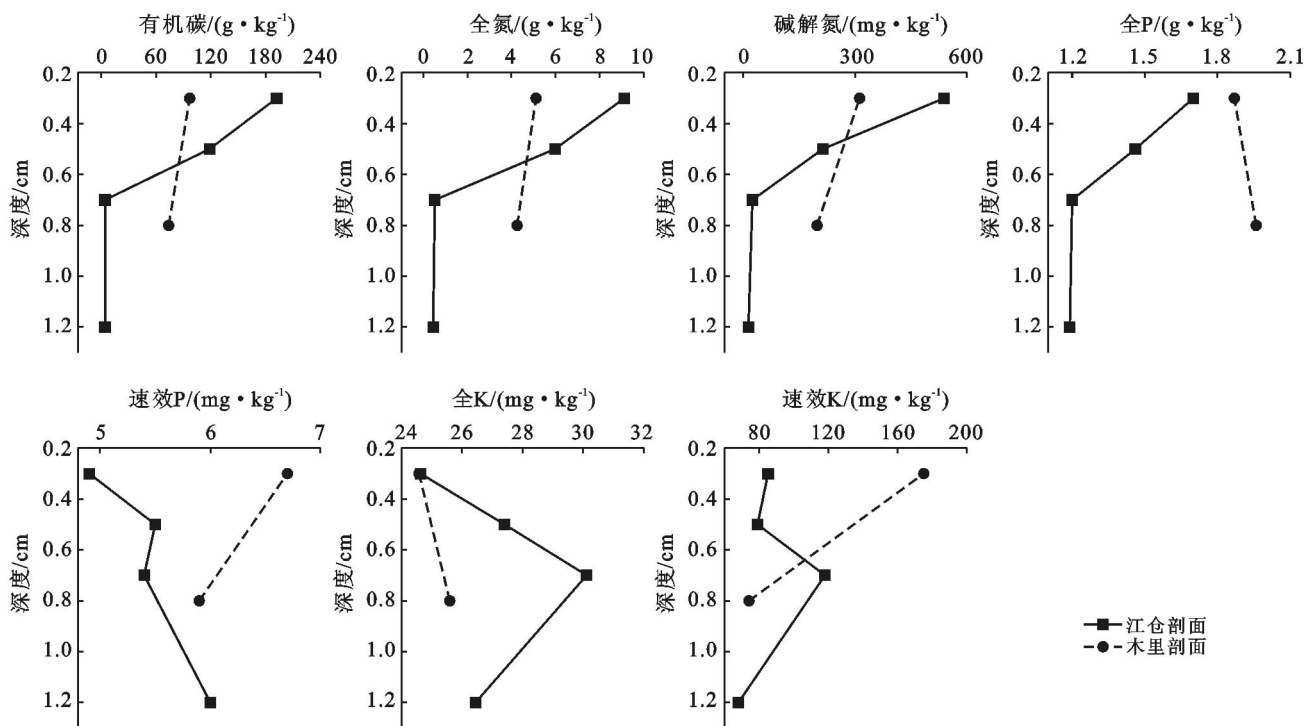 有机碳/(g·kg⁻¹) 全氮/(g·kg⁻¹) 碱解氮/(mg·kg⁻¹) 全P/(g·kg⁻¹)
0 60 120 180 240 0 2 4 6 8 10 0 300 600 1.2 1.5 1.8 2.1
0.2 0.2 0.2 0.2
0.4 0.4 0.4 0.4
0.6 0.6 0.6 0.6
深度/cm 深度/cm 深度/cm 深度/cm
0.8 0.8 0.8 0.8
1.0 1.0 1.0 1.0
1.2 1.2 1.2 1.2
速效P/(mg·kg⁻¹) 全K/(mg·kg⁻¹) 速效K/(mg·kg⁻¹)
5 6 7 24 26 28 30 32 80 120 160 200
0.2 0.2 0.2
0.4 0.4 0.4
0.6 0.6 0.6
深度/cm 深度/cm 深度/cm
0.8 0.8 0.8
1.0 1.0 1.0
1.2 1.2 1.2
江仓剖面
木里剖面